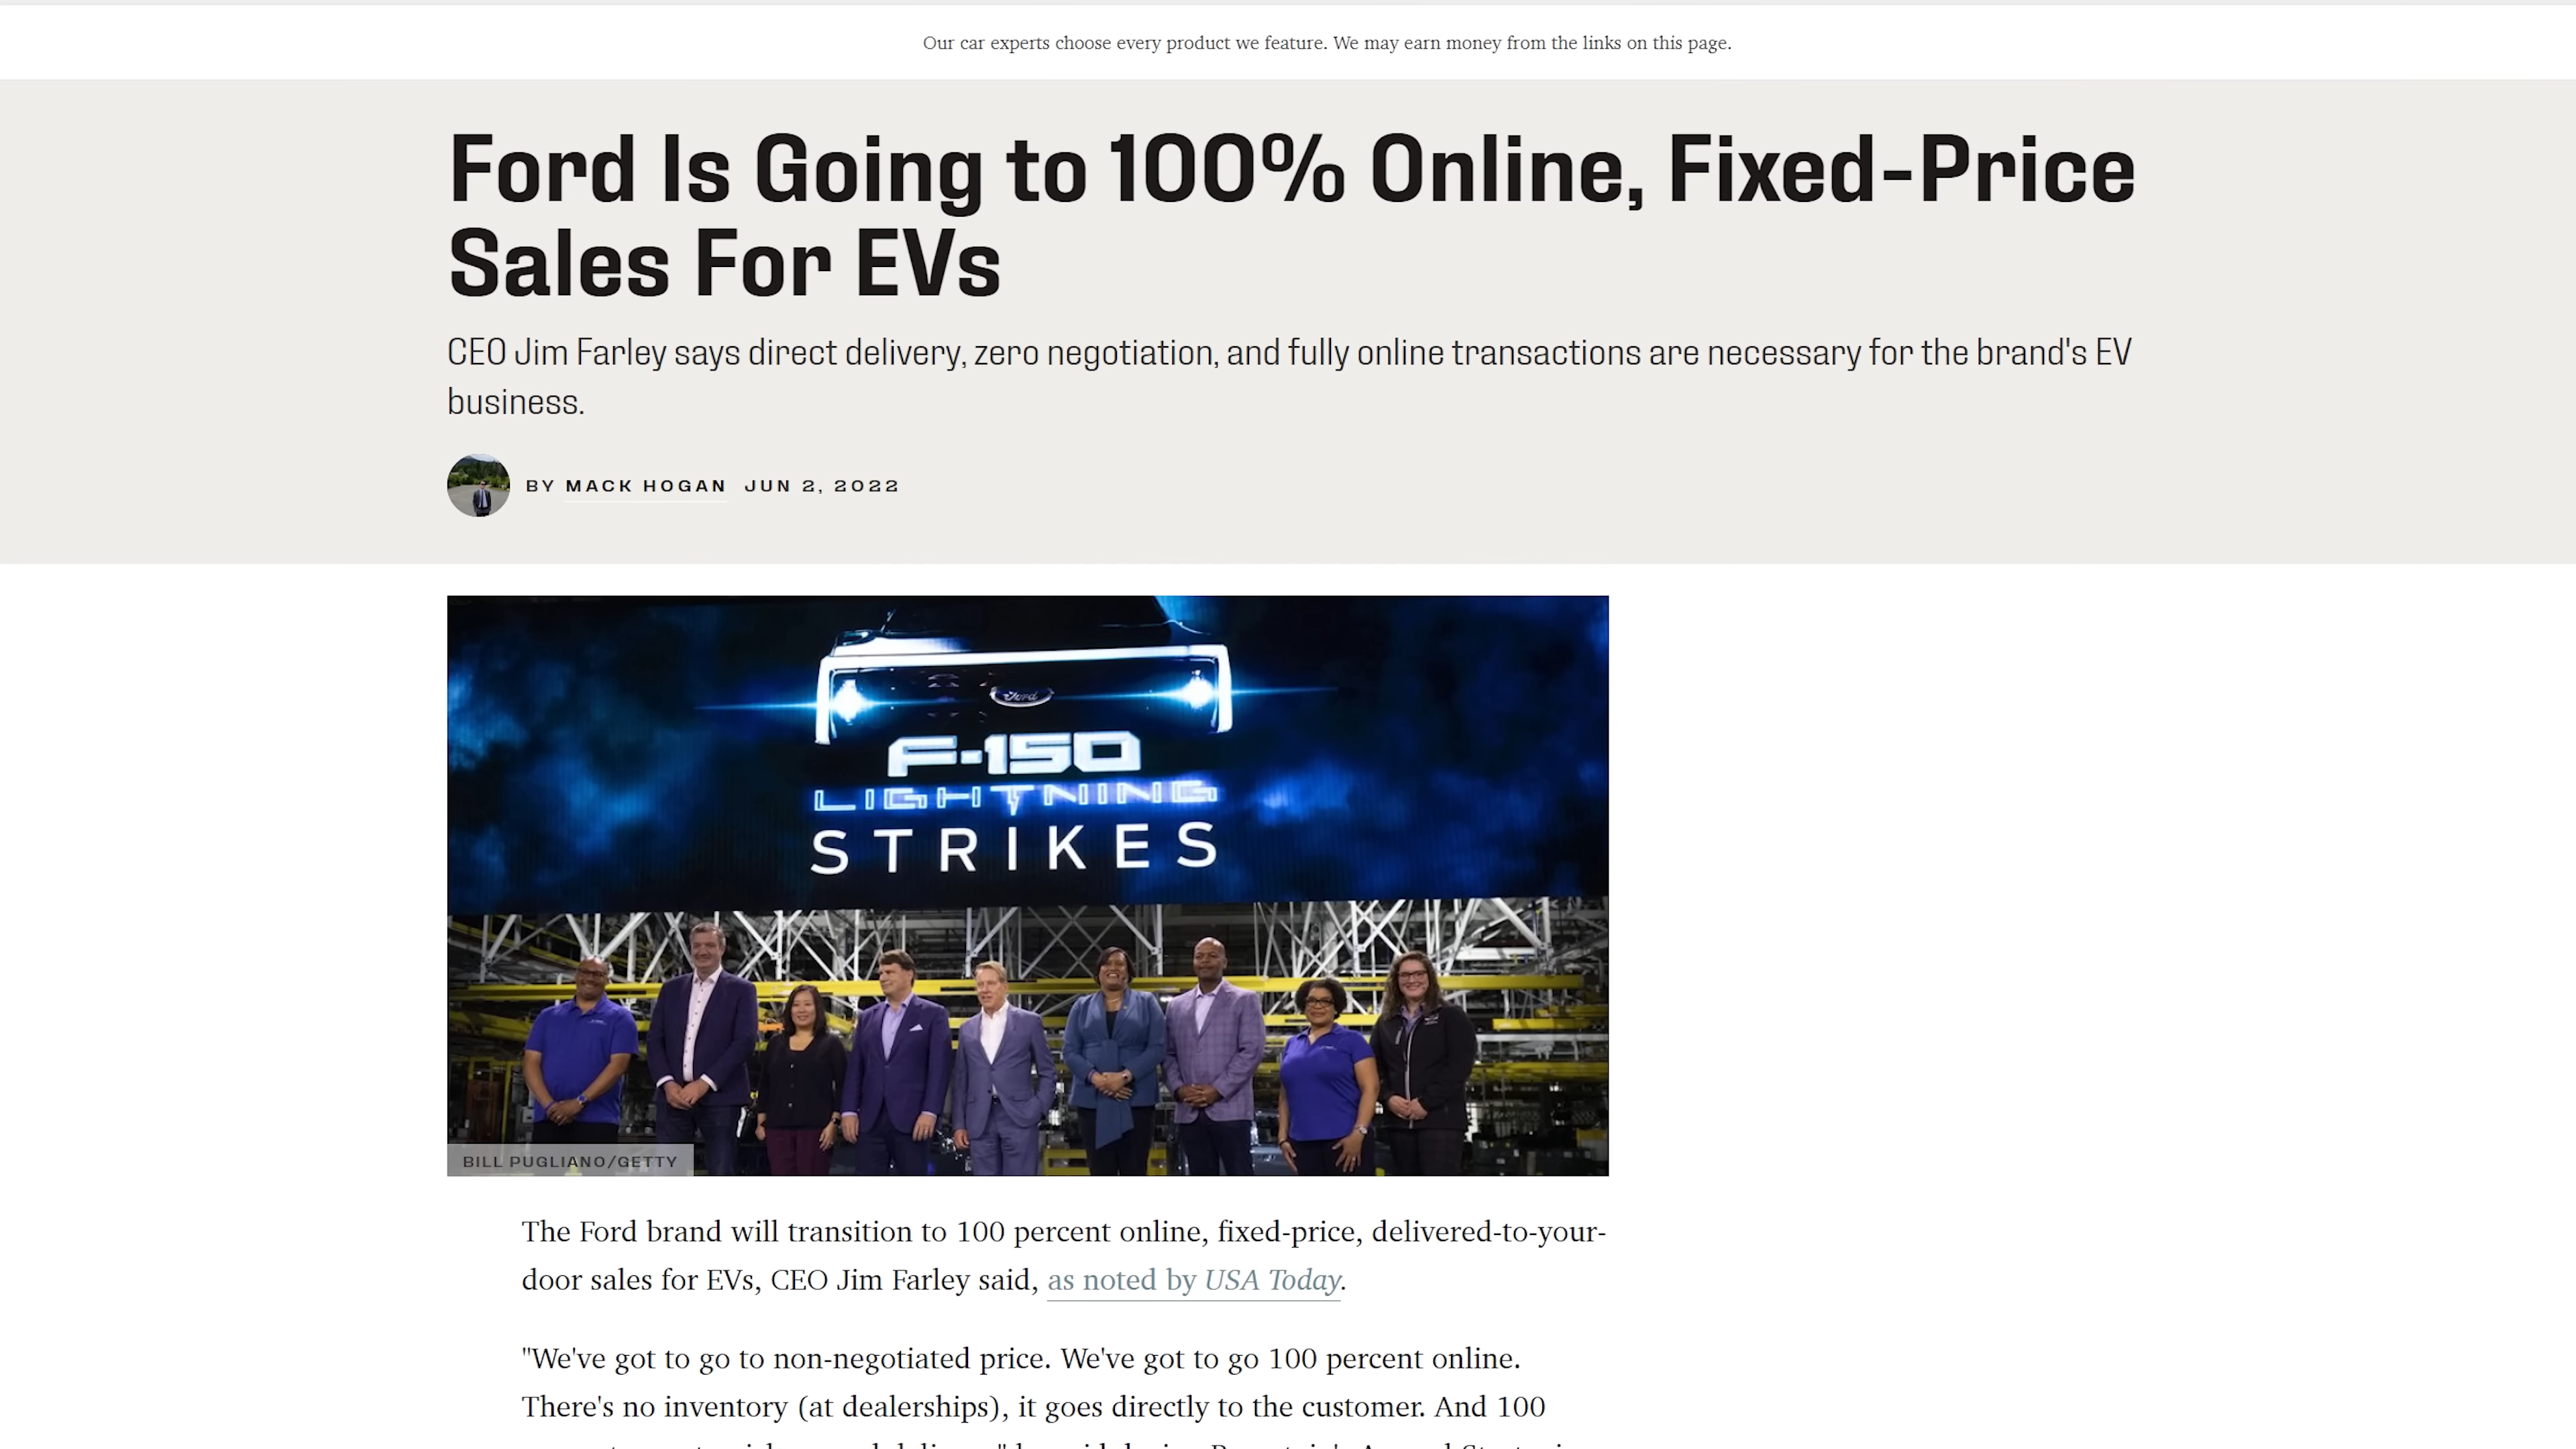 Our car experts choose every product we feature. We may earn money from the links on this page.
Ford Is Going to 100% Online, Fixed-Price
Sales For EVs
CEO Jim Farley says direct delivery, zero negotiation, and fully online transactions are necessary for the brand's EV
business.
BY MACK HOGAN JUN 2, 2022
Ford
F-150
LIGHTNING
STRIKES
BILL PUGLIANO/GETTY
The Ford brand will transition to 100 percent online, fixed-price, delivered-to-your-
door sales for EVs, CEO Jim Farley said, as noted by USA Today.
"We've got to go to non-negotiated price. We've got to go 100 percent online.
There's no inventory (at dealerships), it goes directly to the customer. And 100